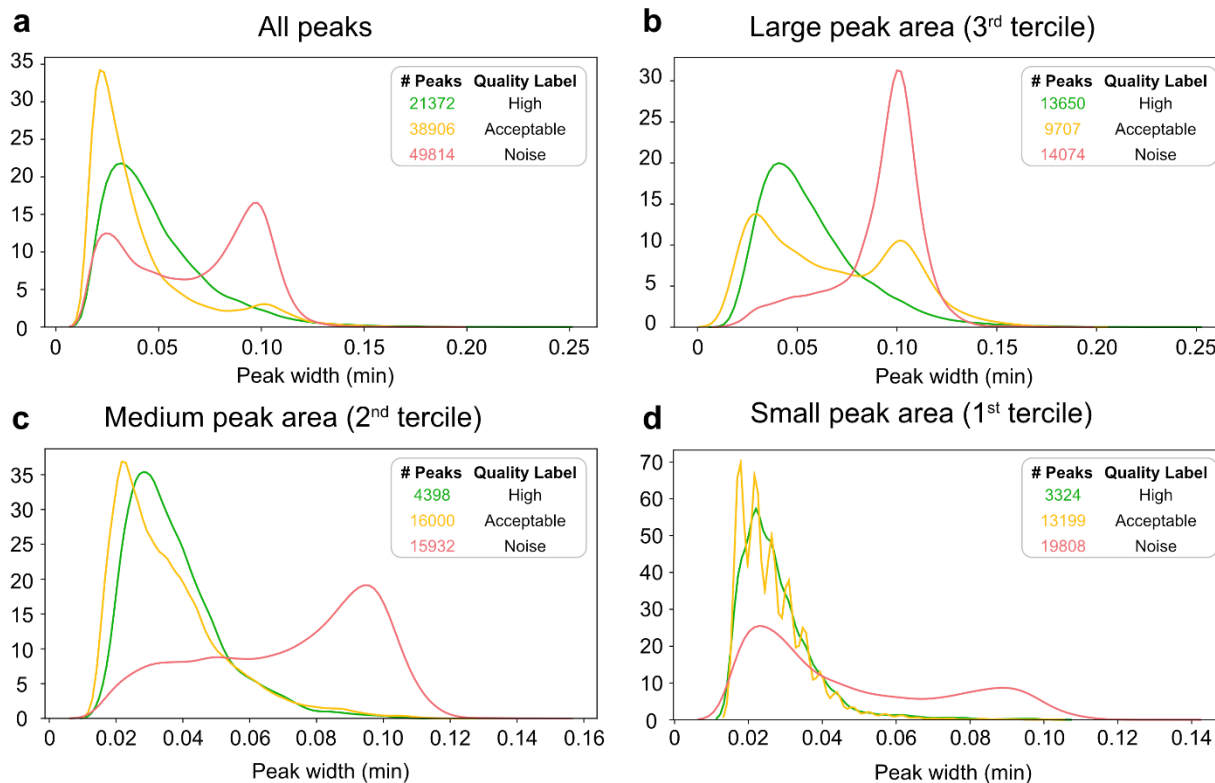 a
All peaks
35
30
25
20
15
10
5
0
# Peaks Quality Label
21372 High
38906 Acceptable
49814 Noise
0 0.05 0.10 0.15 0.20 0.25
Peak width (min)
b
Large peak area (3rd tercile)
30
25
20
15
10
5
0
# Peaks Quality Label
13650 High
9707 Acceptable
14074 Noise
0 0.05 0.10 0.15 0.20 0.25
Peak width (min)
c
Medium peak area (2nd tercile)
35
30
25
20
15
10
5
0
# Peaks Quality Label
4398 High
16000 Acceptable
15932 Noise
0 0.02 0.04 0.06 0.08 0.10 0.12 0.14 0.16
Peak width (min)
d
Small peak area (1st tercile)
70
60
50
40
30
20
10
0
# Peaks Quality Label
3324 High
13199 Acceptable
19808 Noise
0 0.02 0.04 0.06 0.08 0.10 0.12 0.14
Peak width (min)